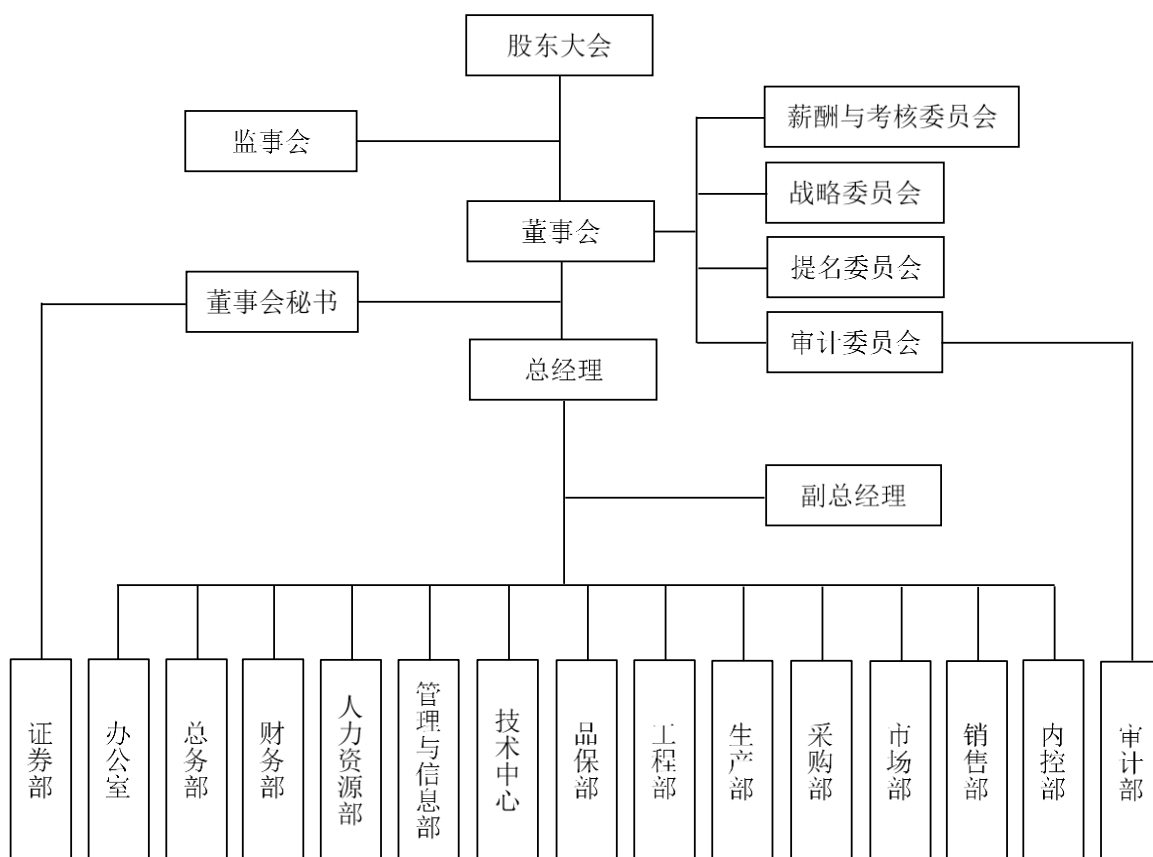 股东大会
监事会
薪酬与考核委员会
战略委员会
董事会
提名委员会
董事会秘书
审计委员会
总经理
副总经理
证券部
办公室
总务部
财务部
人力资源部
管理与信息部
技术中心
品保部
工程部
生产部
采购部
市场部
销售部
内控部
审计部